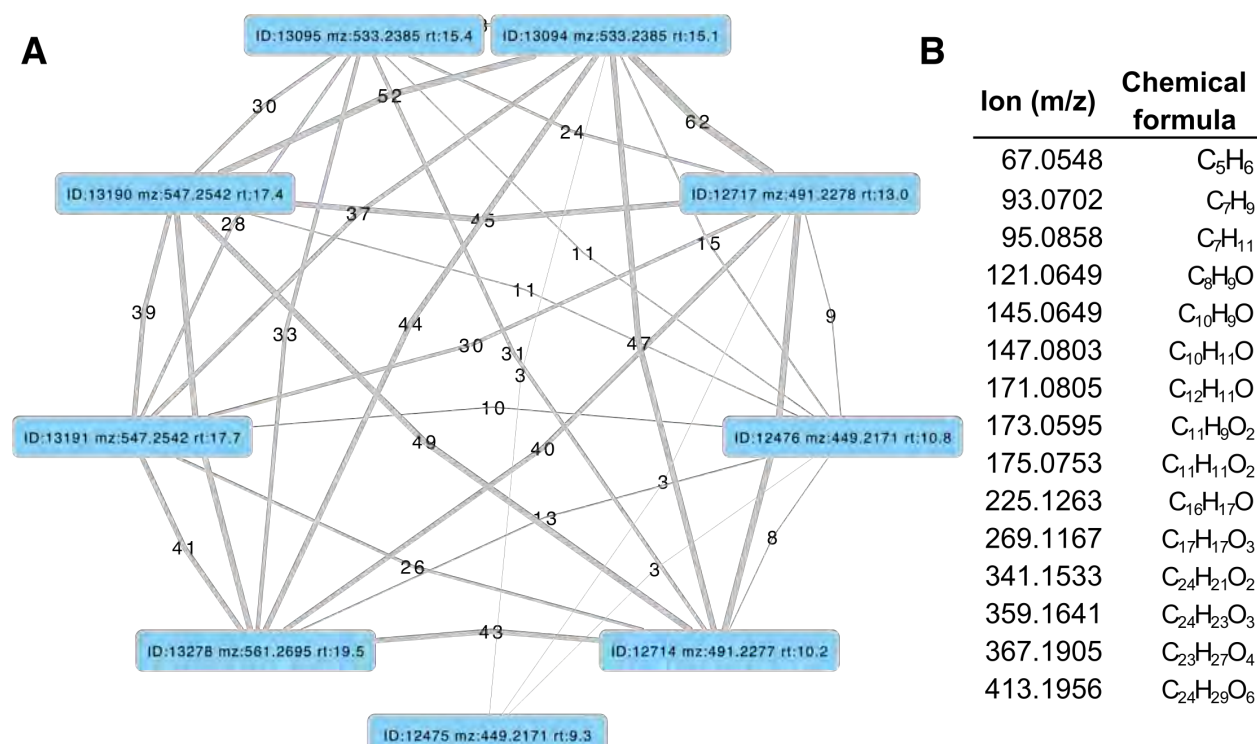 A
B
ID:13095 mz:533.2385 rt:15.4
ID:13094 mz:533.2385 rt:15.1
52
30
62
24
ID:13190 mz:547.2542 rt:17.4
ID:12717 mz:491.2278 rt:13.0
37
45
28
15
11
11
39
9
44
33
47
30
31
3
10
ID:13191 mz:547.2542 rt:17.7
ID:12476 mz:449.2171 rt:10.8
49
40
3
13
8
41
26
3
43
ID:13278 mz:561.2695 rt:19.5
ID:12714 mz:491.2277 rt:10.2
ID:12475 mz:449.2171 rt:9.3
Ion (m/z) Chemical formula
67.0548 C5H6
93.0702 C7H9
95.0858 C7H11
121.0649 C8H9O
145.0649 C10H9O
147.0803 C10H11O
171.0805 C12H11O
173.0595 C11H9O2
175.0753 C11H11O2
225.1263 C16H17O
269.1167 C17H17O3
341.1533 C24H21O2
359.1641 C24H23O3
367.1905 C23H27O4
413.1956 C24H29O6